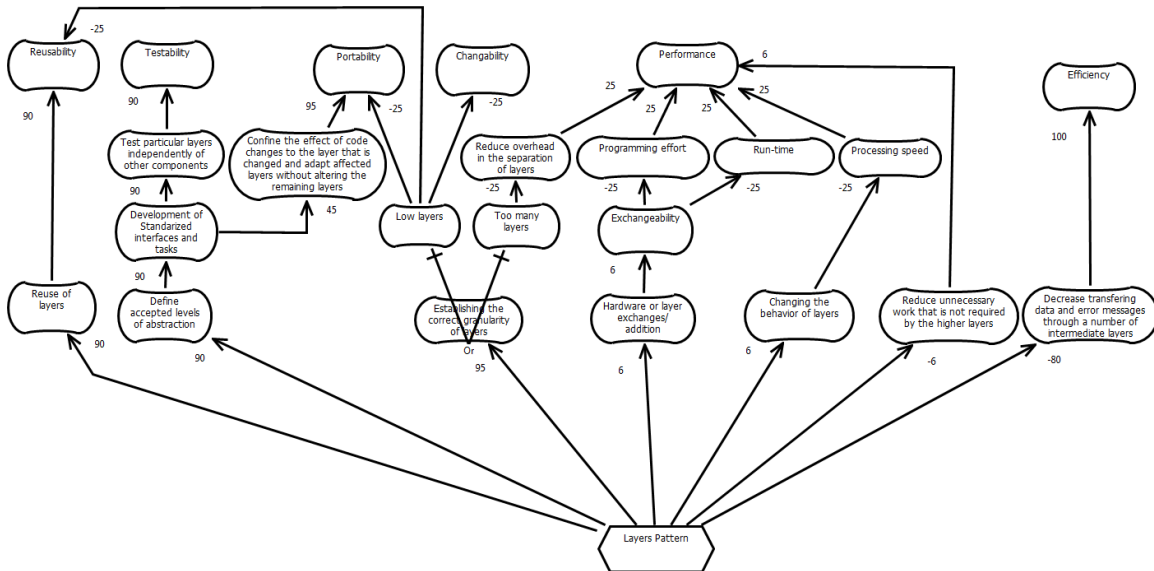 -25
Reusability
Testability
Portability
Changability
Performance
6
Efficiency
90
90
95
-25
-25
25
25
25
25
100
Test particular layers
independently of
other components
Confine the effect of code
changes to the layer that is
changed and adapt affected
layers without altering the
remaining layers
Reduce overhead
in the separation
of layers
Programming effort
Run-time
Processing speed
90
45
-25
-25
-25
-25
Development of
Standarized
interfaces and
tasks
Low layers
Too many
layers
Exchangeability
90
6
Reuse of
layers
Define
accepted levels
of abstraction
Establishing the
correct granularity
of layers
Hardware or layer
exchanges/
addition
Changing the
behavior of layers
Reduce unnecessary
work that is not required
by the higher layers
Decrease transfering
data and error messages
through a number of
intermediate layers
90
90
Or
95
6
6
-6
-80
Layers Pattern